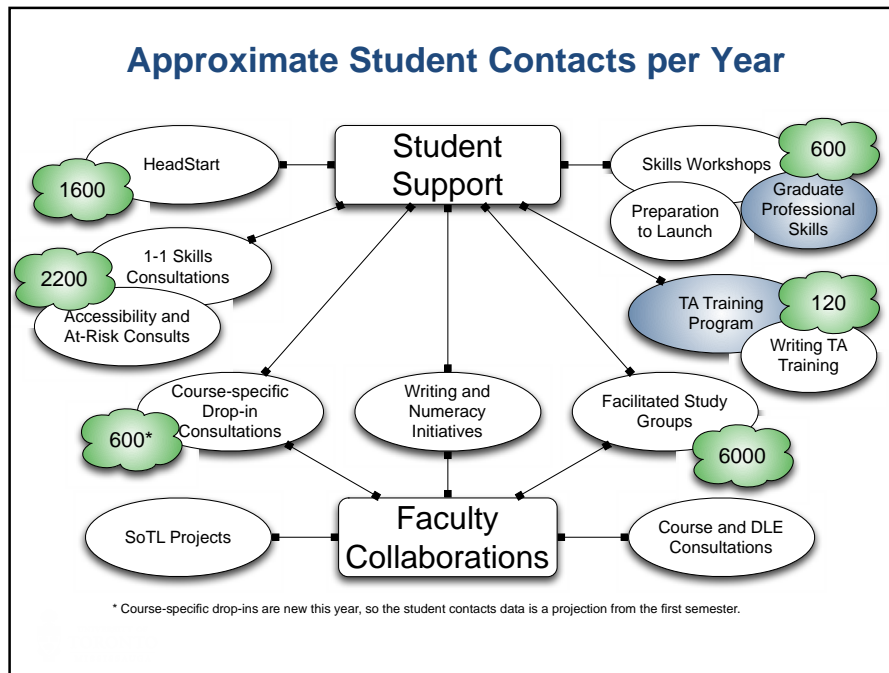 Approximate Student Contacts per Year
HeadStart
1600
Student
Support
Skills Workshops
600
Preparation
to Launch
Graduate
Professional
Skills
1-1 Skills
Consultations
2200
Accessibility and
At-Risk Consults
TA Training
Program
120
Writing TA
Training
Course-specific
Drop-in
Consultations
600*
Writing and
Numeracy
Initiatives
Facilitated Study
Groups
6000
SoTL Projects
Faculty
Collaborations
Course and DLE
Consultations
* Course-specific drop-ins are new this year, so the student contacts data is a projection from the first semester.